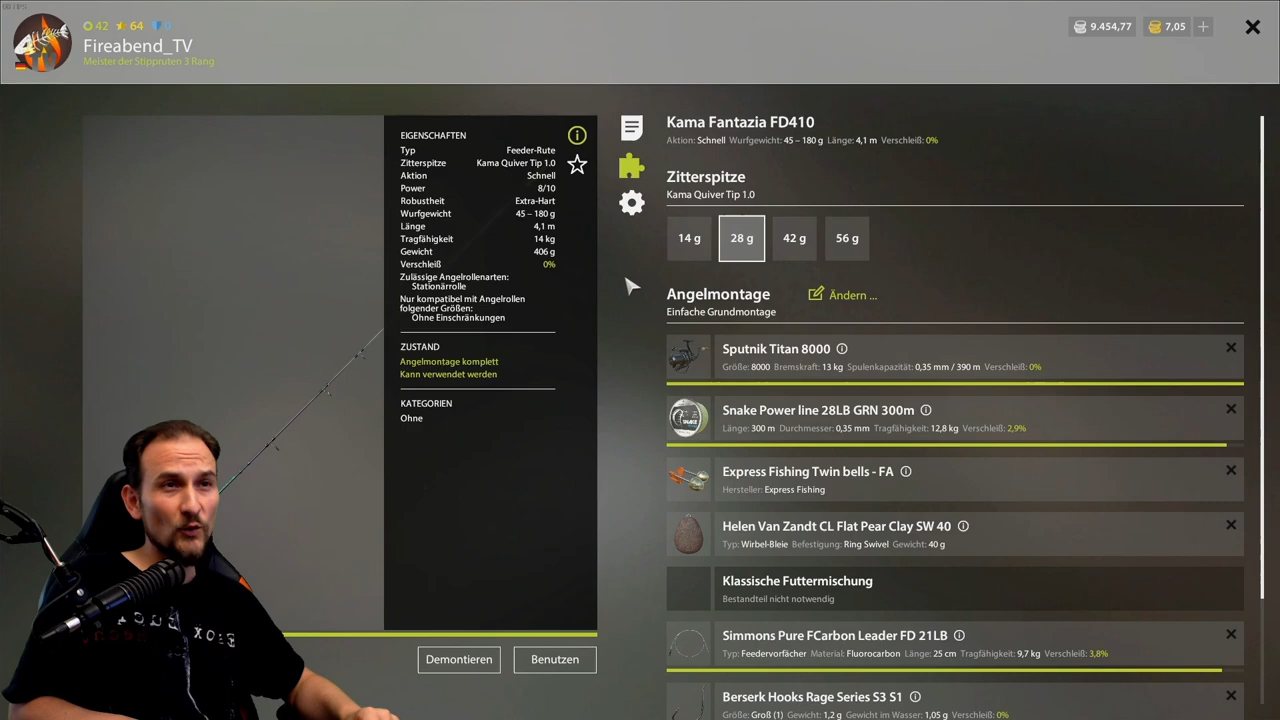 42 64 0
Fireabend_TV
Meister der Stippruten 3 Rang
9.454,77
7,05
EIGENSCHAFTEN
Typ Feeder-Rute
Zitterspitze Kama Quiver Tip 1.0
Aktion Schnell
Power 8/10
Robustheit Extra-Hart
Wurfgewicht 45 – 180 g
Länge 4,1 m
Tragfähigkeit 14 kg
Gewicht 406 g
Verschleiß 0%
Zulässige Angelrollenarten:
Stationärrolle
Nur kompatibel mit Angelrollen
folgender Größen:
Ohne Einschränkungen
ZUSTAND
Angelmontage komplett
Kann verwendet werden
KATEGORIEN
Ohne
Demontieren
Benutzen
Kama Fantazia FD410
Aktion: Schnell Wurfgewicht: 45 – 180 g Länge: 4,1 m Verschleiß: 0%
Zitterspitze
Kama Quiver Tip 1.0
14 g 28 g 42 g 56 g
Angelmontage Ändern ...
Einfache Grundmontage
Sputnik Titan 8000
Größe: 8000 Bremskraft: 13 kg Spulenkapazität: 0,35 mm / 390 m Verschleiß: 0%
Snake Power line 28LB GRN 300m
Länge: 300 m Durchmesser: 0,35 mm Tragfähigkeit: 12,8 kg Verschleiß: 2,9%
Express Fishing Twin bells - FA
Hersteller: Express Fishing
Helen Van Zandt CL Flat Pear Clay SW 40
Typ: Wirbel-Bleie Befestigung: Ring Swivel Gewicht: 40 g
Klassische Futtermischung
Bestandteil nicht notwendig
Simmons Pure FCarbon Leader FD 21LB
Typ: Feedervorfächer Material: Fluorocarbon Länge: 25 cm Tragfähigkeit: 9,7 kg Verschleiß: 3,8%
Berserk Hooks Rage Series S3 S1
Größe: Groß (1) Gewicht: 1,2 g Gewicht im Wasser: 1,05 g Verschleiß: 0%